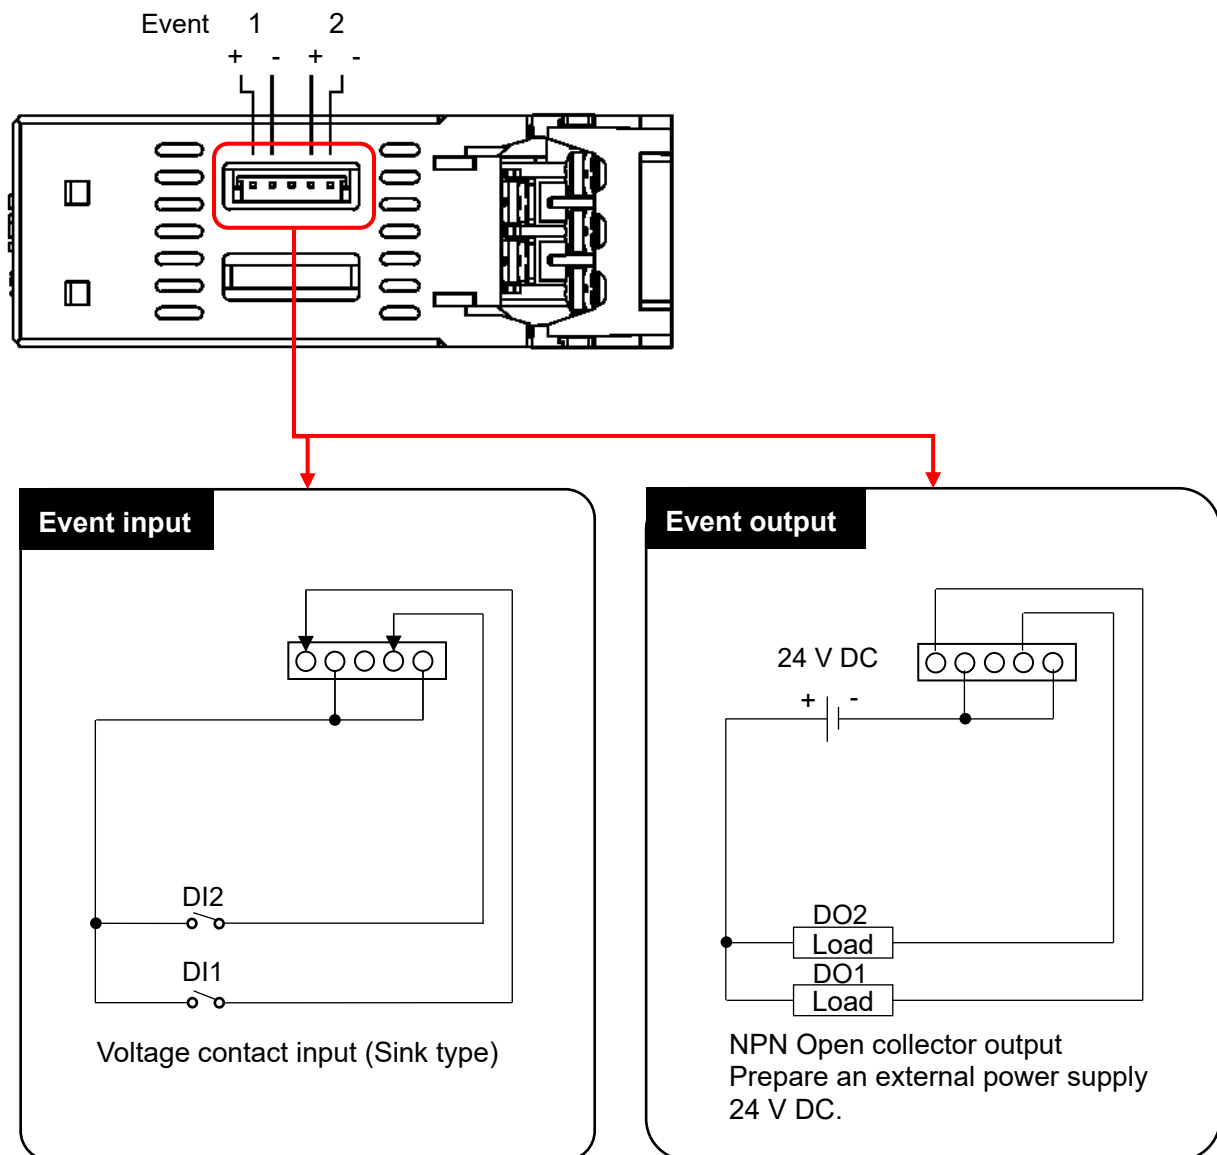 Event 1 2
+ - + -
Event input
DI2
DI1
Voltage contact input (Sink type)
Event output
24 V DC
+ -
DO2
Load
DO1
Load
NPN Open collector output
Prepare an external power supply
24 V DC.